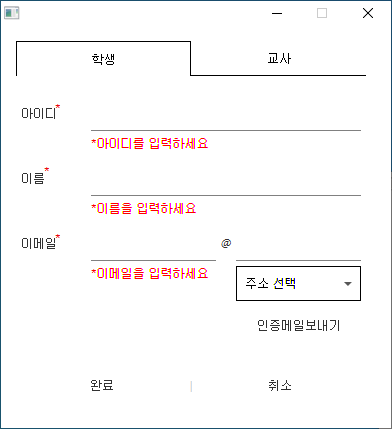 학생 교사
아이디*
*아이디를 입력하세요
이름*
*이름을 입력하세요
이메일* @
*이메일을 입력하세요
주소 선택
인증메일보내기
완료 | 취소